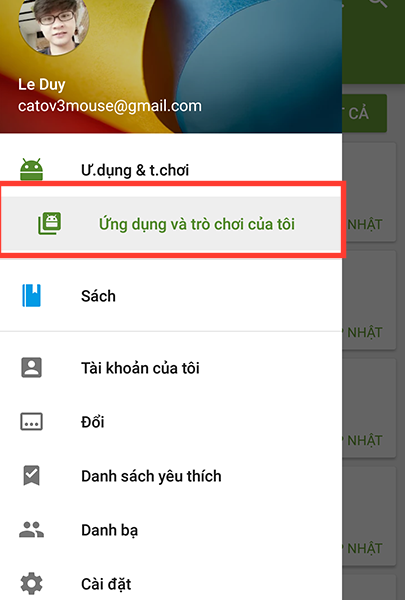 Le Duy
catov3mouse@gmail.com
T CẢ
Ư.dụng & t.chơi
Ứng dụng và trò chơi của tôi
NHẬT
Sách
NHẬT
Tài khoản của tôi
Đổi
NHẬT
Danh sách yêu thích
Danh bạ
NHẬT
Cài đặt